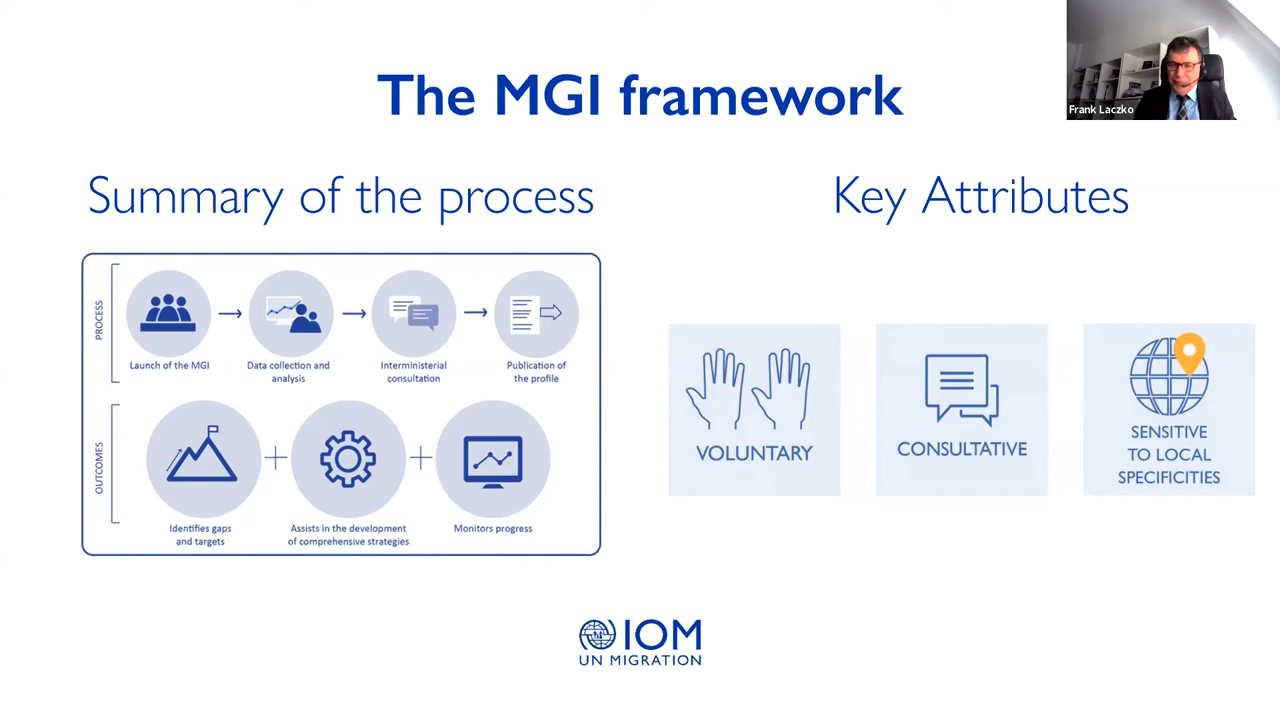 The MGI framework
Frank Laczko
Summary of the process
PROCESS
Launch of the MGI
Data collection and
analysis
Interministerial
consultation
Publication of
the profile
OUTCOMES
Identifies gaps
and targets
Assists in the development
of comprehensive strategies
Monitors progress
Key Attributes
VOLUNTARY
CONSULTATIVE
SENSITIVE
TO LOCAL
SPECIFICITIES
IOM
UN MIGRATION